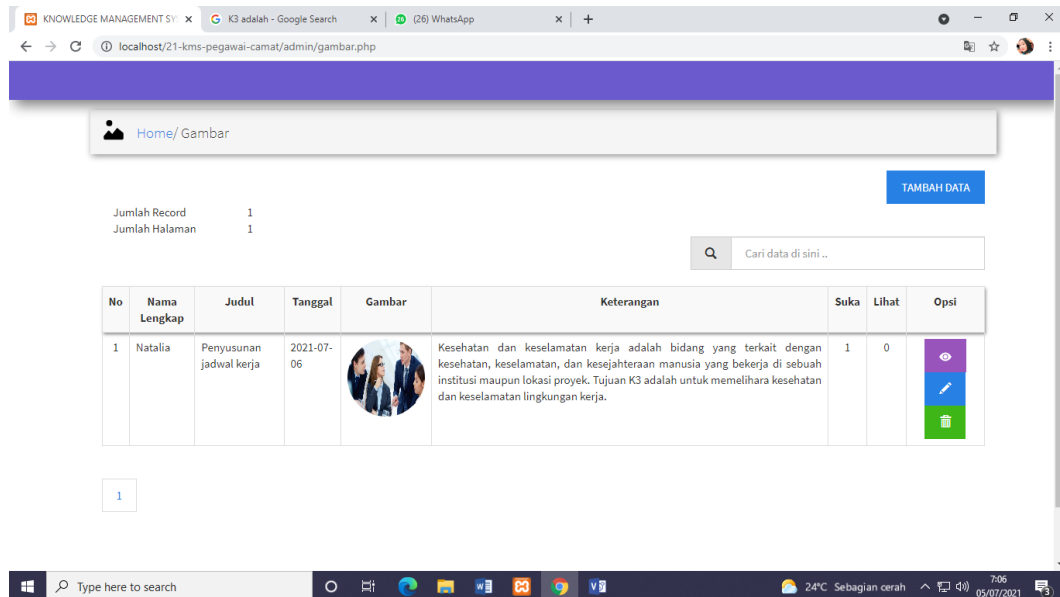 KNOWLEDGE MANAGEMENT SYS
K3 adalah - Google Search
(26) WhatsApp
localhost/21-kms-pegawai-camat/admin/gambar.php
Home/ Gambar
TAMBAH DATA
Jumlah Record 1
Jumlah Halaman 1
Cari data di sini ..
No Nama Lengkap Judul Tanggal Gambar Keterangan Suka Lihat Opsi
1 Natalia Penyusunan jadwal kerja 2021-07-06
Kesehatan dan keselamatan kerja adalah bidang yang terkait dengan
kesehatan, keselamatan, dan kesejahteraan manusia yang bekerja di sebuah
institusi maupun lokasi proyek. Tujuan K3 adalah untuk memelihara kesehatan
dan keselamatan lingkungan kerja.
1 0
1
Type here to search
24°C Sebagian cerah
7:06
05/07/2021